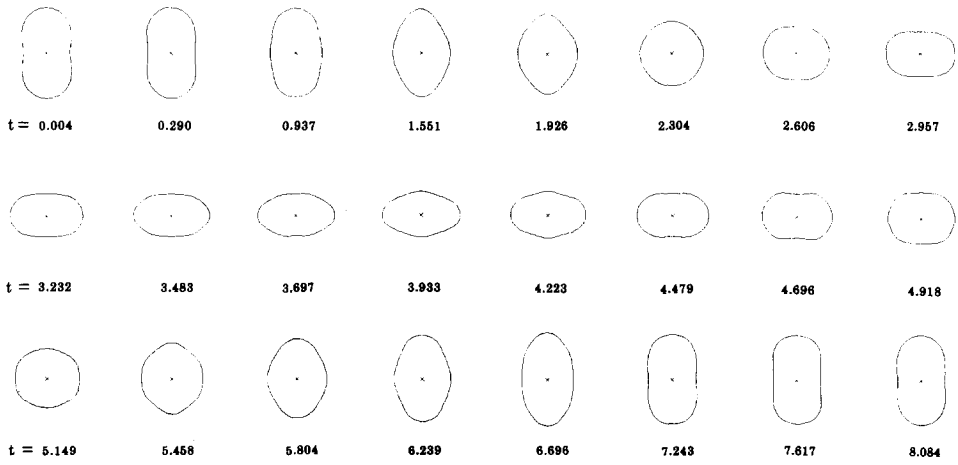 t = 0.004 0.290 0.937 1.551 1.926 2.304 2.606 2.957
t = 3.232 3.483 3.697 3.933 4.223 4.479 4.696 4.918
t = 5.149 5.458 5.804 6.239 6.696 7.243 7.617 8.084